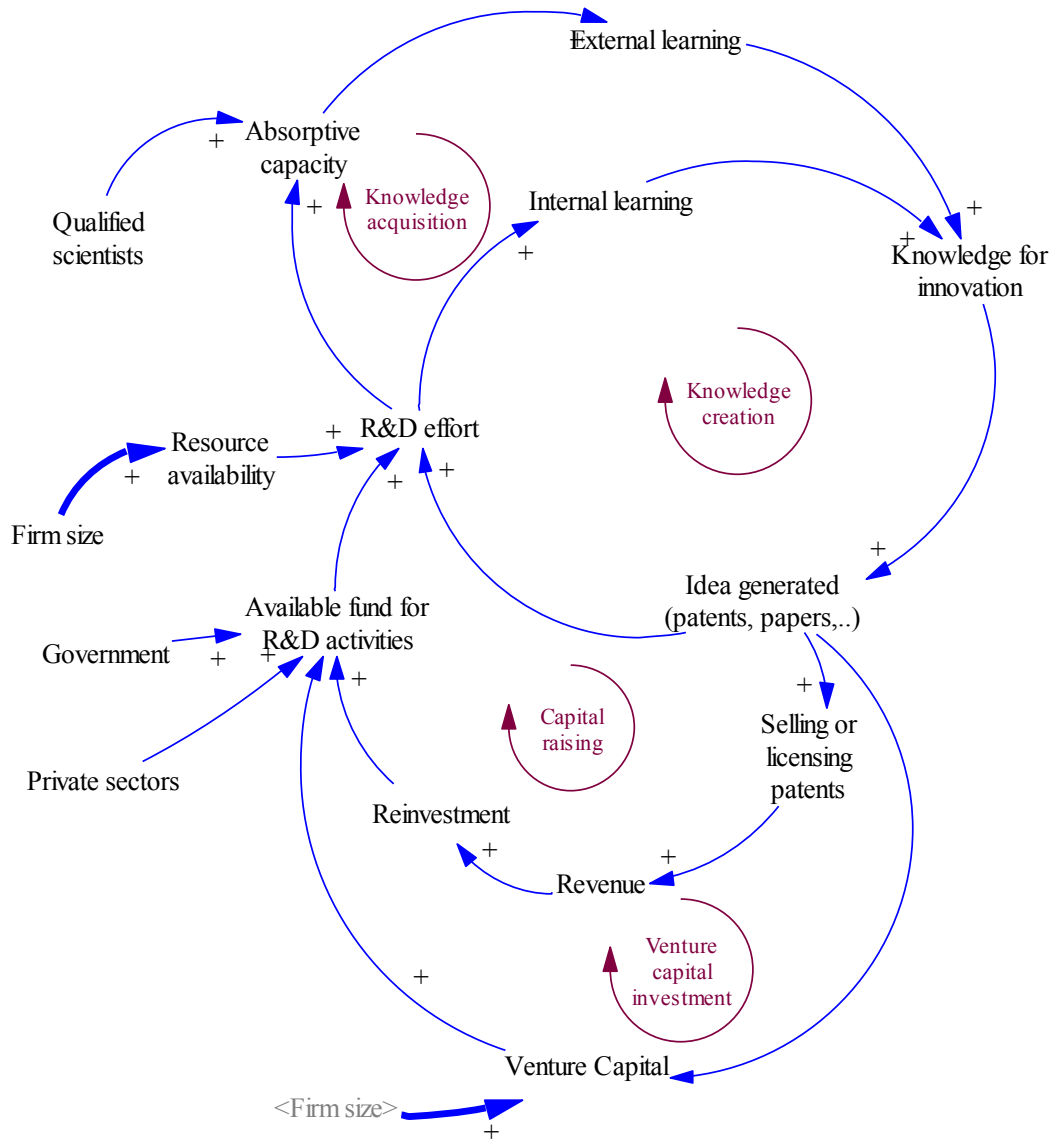 External learning
+
Absorptive
capacity
+
+
Knowledge
acquisition
Internal learning
+
Qualified
scientists
+
+
Knowledge for
innovation
Knowledge
creation
R&D effort
+
+
+
Resource
availability
+
Firm size
+
Idea generated
(patents, papers,..)
Available fund for
R&D activities
Government
+
+
+
+
Capital
raising
Selling or
licensing
patents
Private sectors
Reinvestment
+
+
Revenue
Venture
capital
investment
+
Venture Capital
<Firm size>
+